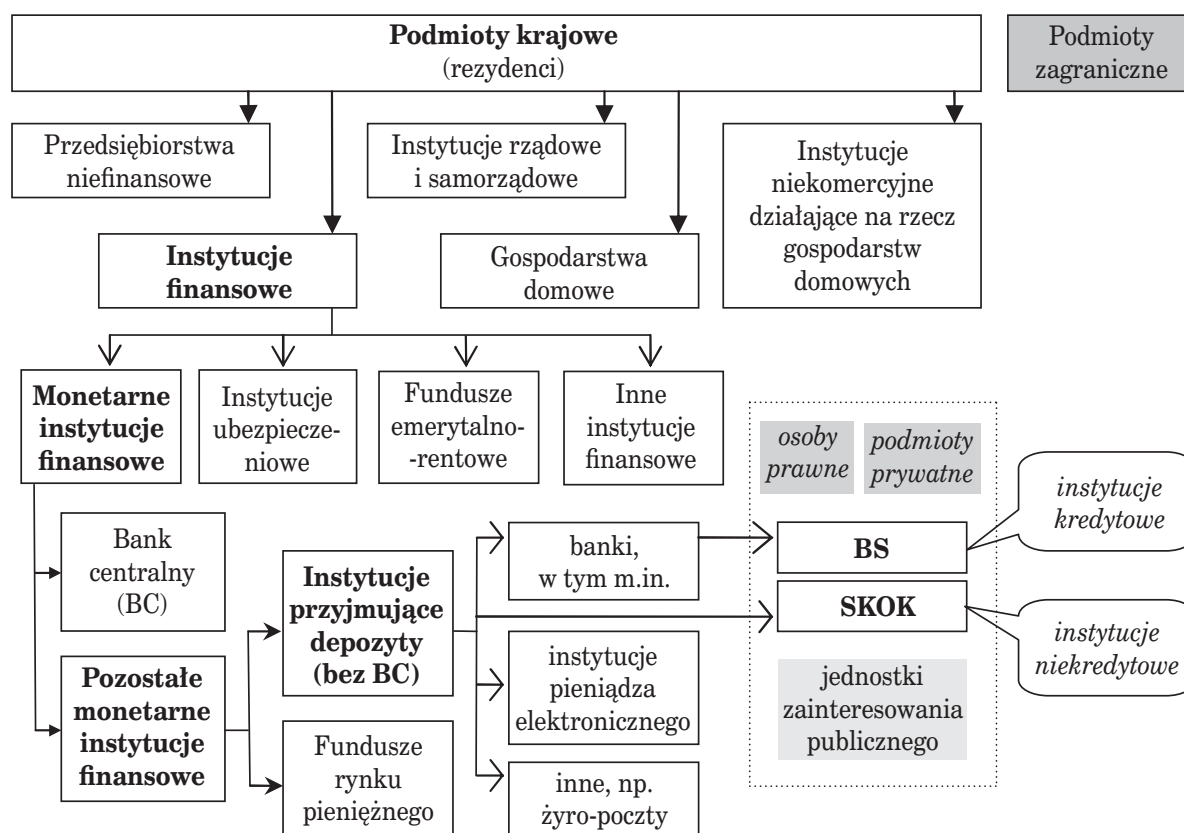 Podmioty krajowe
(rezydenci)
Podmioty
zagraniczne
Przedsiębiorstwa
niefinansowe
Instytucje rządowe
i samorządowe
Instytucje
niekomercyjne
działające na rzecz
gospodarstw
domowych
Instytucje
finansowe
Gospodarstwa
domowe
Monetarne
instytucje
finansowe
Instytucje
ubezpiecze-
niowe
Fundusze
emerytalno-
-rentowe
Inne
instytucje
finansowe
osoby
prawne
podmioty
prywatne
instytucje
kredytowe
Bank
centralny
(BC)
Instytucje
przyjmujące
depozyty
(bez BC)
banki,
w tym m.in.
BS
SKOK
instytucje
niekredytowe
Pozostałe
monetarne
instytucje
finansowe
instytucje
pieniądza
elektronicznego
jednostki
zainteresowania
publicznego
Fundusze
rynku
pieniężnego
inne, np.
żyro-poczty